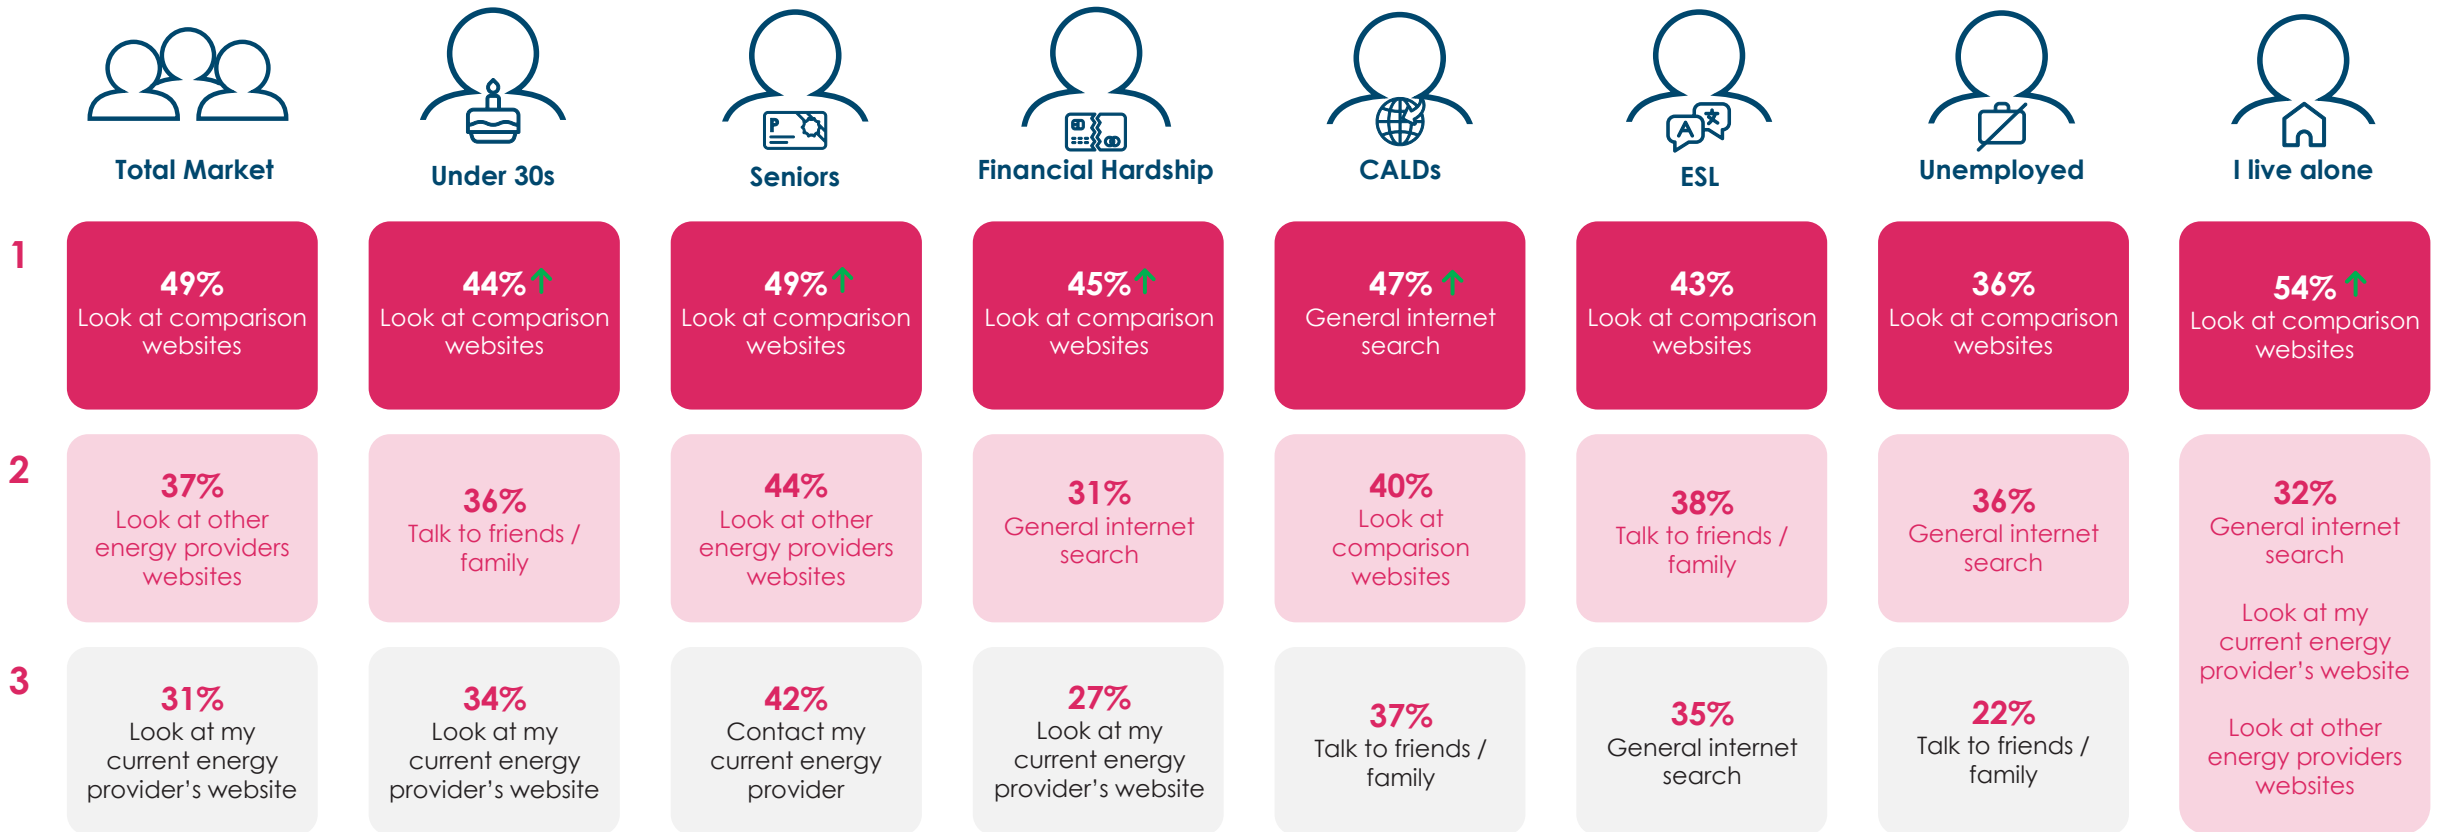 Total Market
Under 30s
Seniors
Financial Hardship
CALDs
ESL
Unemployed
I live alone
1
49%
Look at comparison
websites
44%
Look at comparison
websites
49%
Look at comparison
websites
45%
Look at comparison
websites
47%
General internet
search
43%
Look at comparison
websites
36%
Look at comparison
websites
54%
Look at comparison
websites
2
37%
Look at other
energy providers
websites
36%
Talk to friends /
family
44%
Look at other
energy providers
websites
31%
General internet
search
40%
Look at
comparison
websites
38%
Talk to friends /
family
36%
General internet
search
32%
General internet
search
Look at my
current energy
provider's website
Look at other
energy providers
websites
3
31%
Look at my
current energy
provider's website
34%
Look at my
current energy
provider's website
42%
Contact my
current energy
provider
27%
Look at my
current energy
provider's website
37%
Talk to friends /
family
35%
General internet
search
22%
Talk to friends /
family